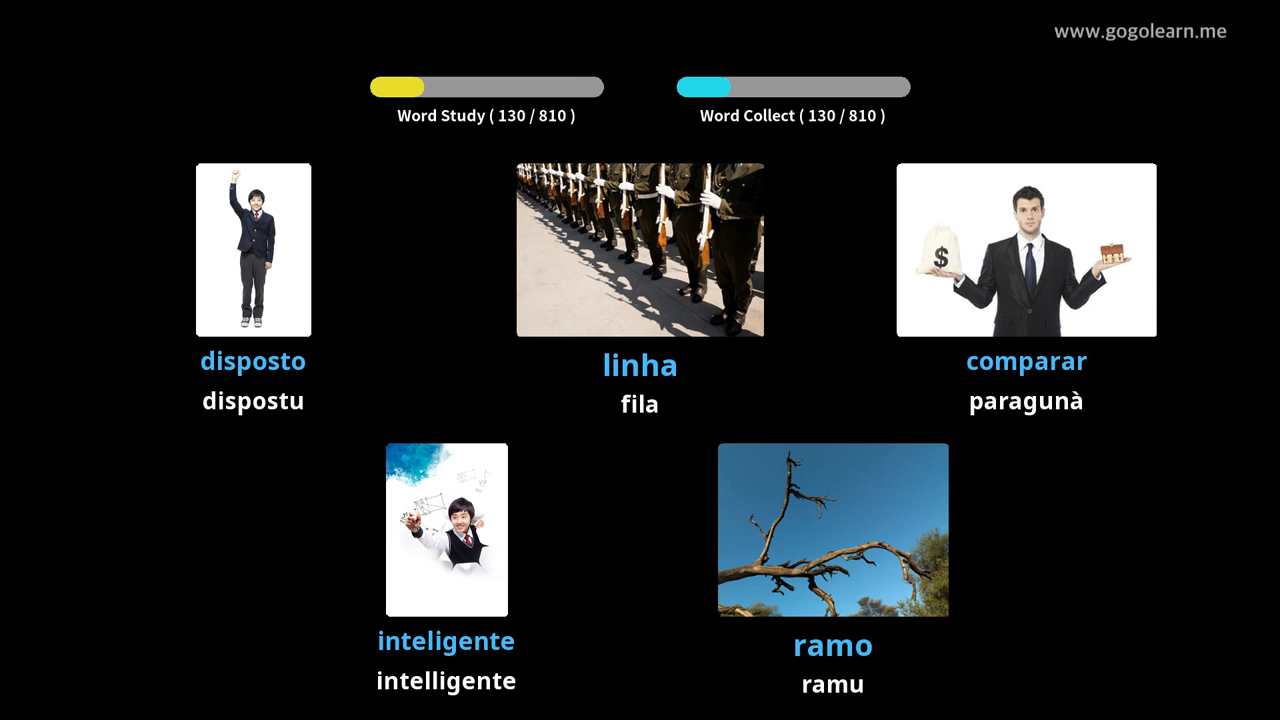 www.gogolearn.me
Word Study ( 130 / 810 )
Word Collect ( 130 / 810 )
$
disposto
dispostu
linha
fila
comparar
paragunà
inteligente
intelligente
ramo
ramu